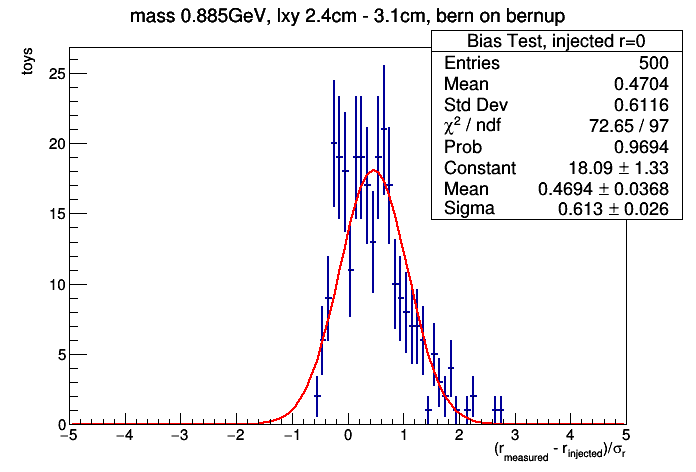 mass 0.885GeV, lxy 2.4cm - 3.1cm, bern on bernup
toys
Bias Test, injected r=0
Entries 500
Mean 0.4704
Std Dev 0.6116
χ² / ndf 72.65 / 97
Prob 0.9694
Constant 18.09 ± 1.33
Mean 0.4694 ± 0.0368
Sigma 0.613 ± 0.026
25
20
15
10
5
0
−5 −4 −3 −2 −1 0 1 2 3 4 5
(r_measured - r_injected)/σ_r